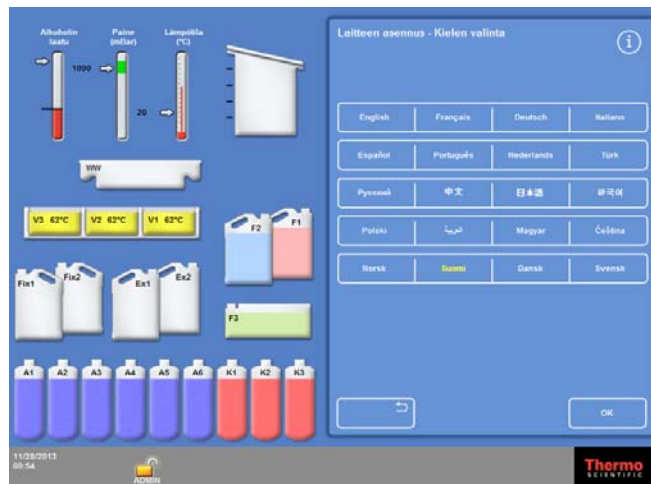 Alkoholin laatu
Paine (mBar)
Lämpötila (°C)
1000
20
WW
V3 62°C
V2 62°C
V1 62°C
F2
F1
Fix1
Fix2
Ex1
Ex2
F3
A1
A2
A3
A4
A5
A6
K1
K2
K3
Laitteen asennus - Kielen valinta
i
English
Français
Deutsch
Italiano
Español
Português
Nederlands
Türk
Русский
中文
日本語
한국어
Polski
العربية
Magyar
Čeština
Norsk
Suomi
Dansk
Svensk
OK
11/28/2013
09:54
ADMIN
Thermo
SCIENTIFIC